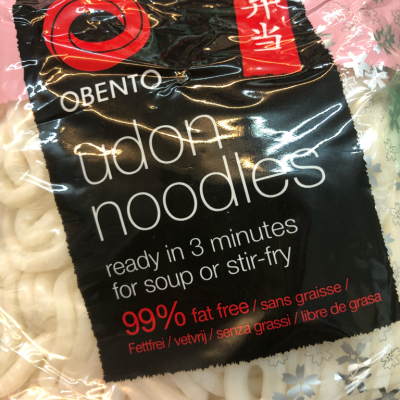 OBENTO
弁当
udon
noodles
ready in 3 minutes
for soup or stir-fry
99% fat free / sans graisse /
Fettfrei / vetvrij / senza grassi / libre de grasa